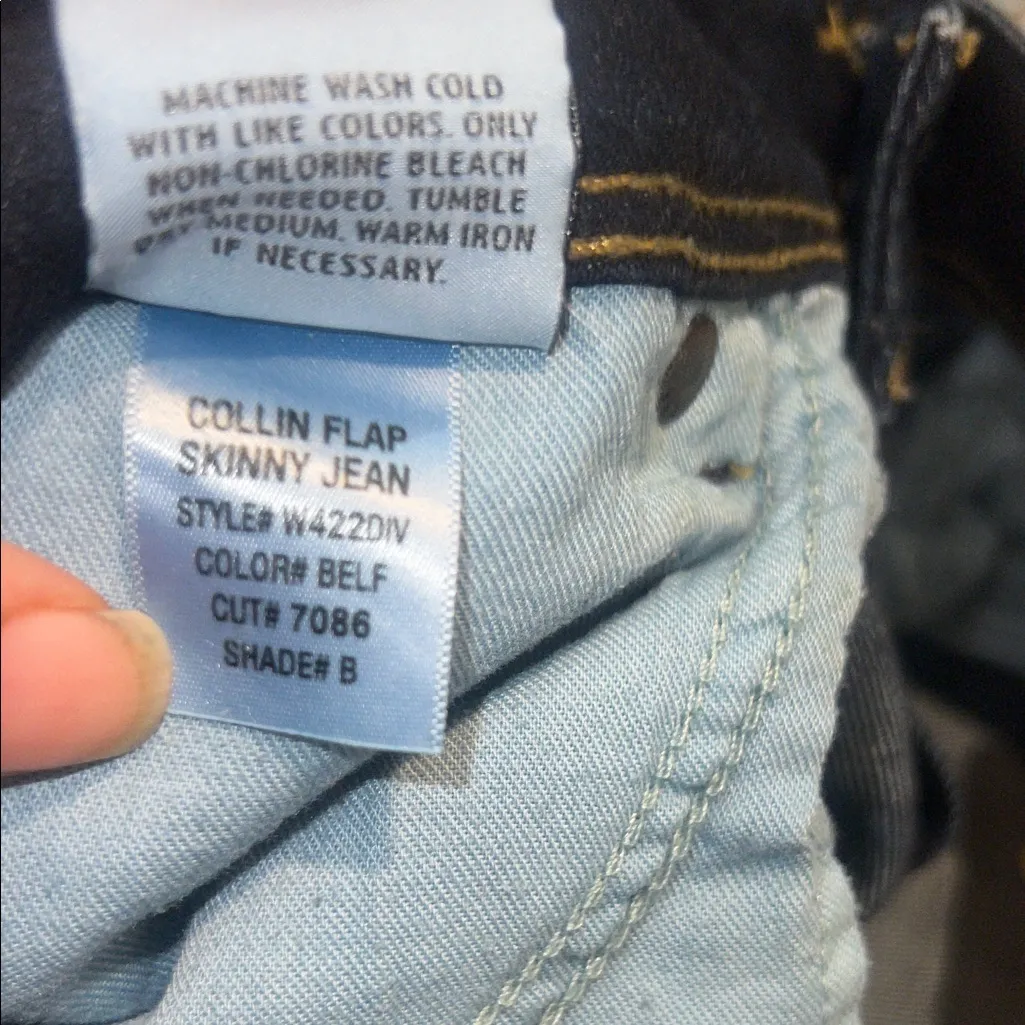 MACHINE WASH COLD
WITH LIKE COLORS. ONLY
NON-CHLORINE BLEACH
WHEN NEEDED. TUMBLE
DRY MEDIUM. WARM IRON
IF NECESSARY.
COLLIN FLAP
SKINNY JEAN
STYLE# W422DIV
COLOR# BELF
CUT# 7086
SHADE# B